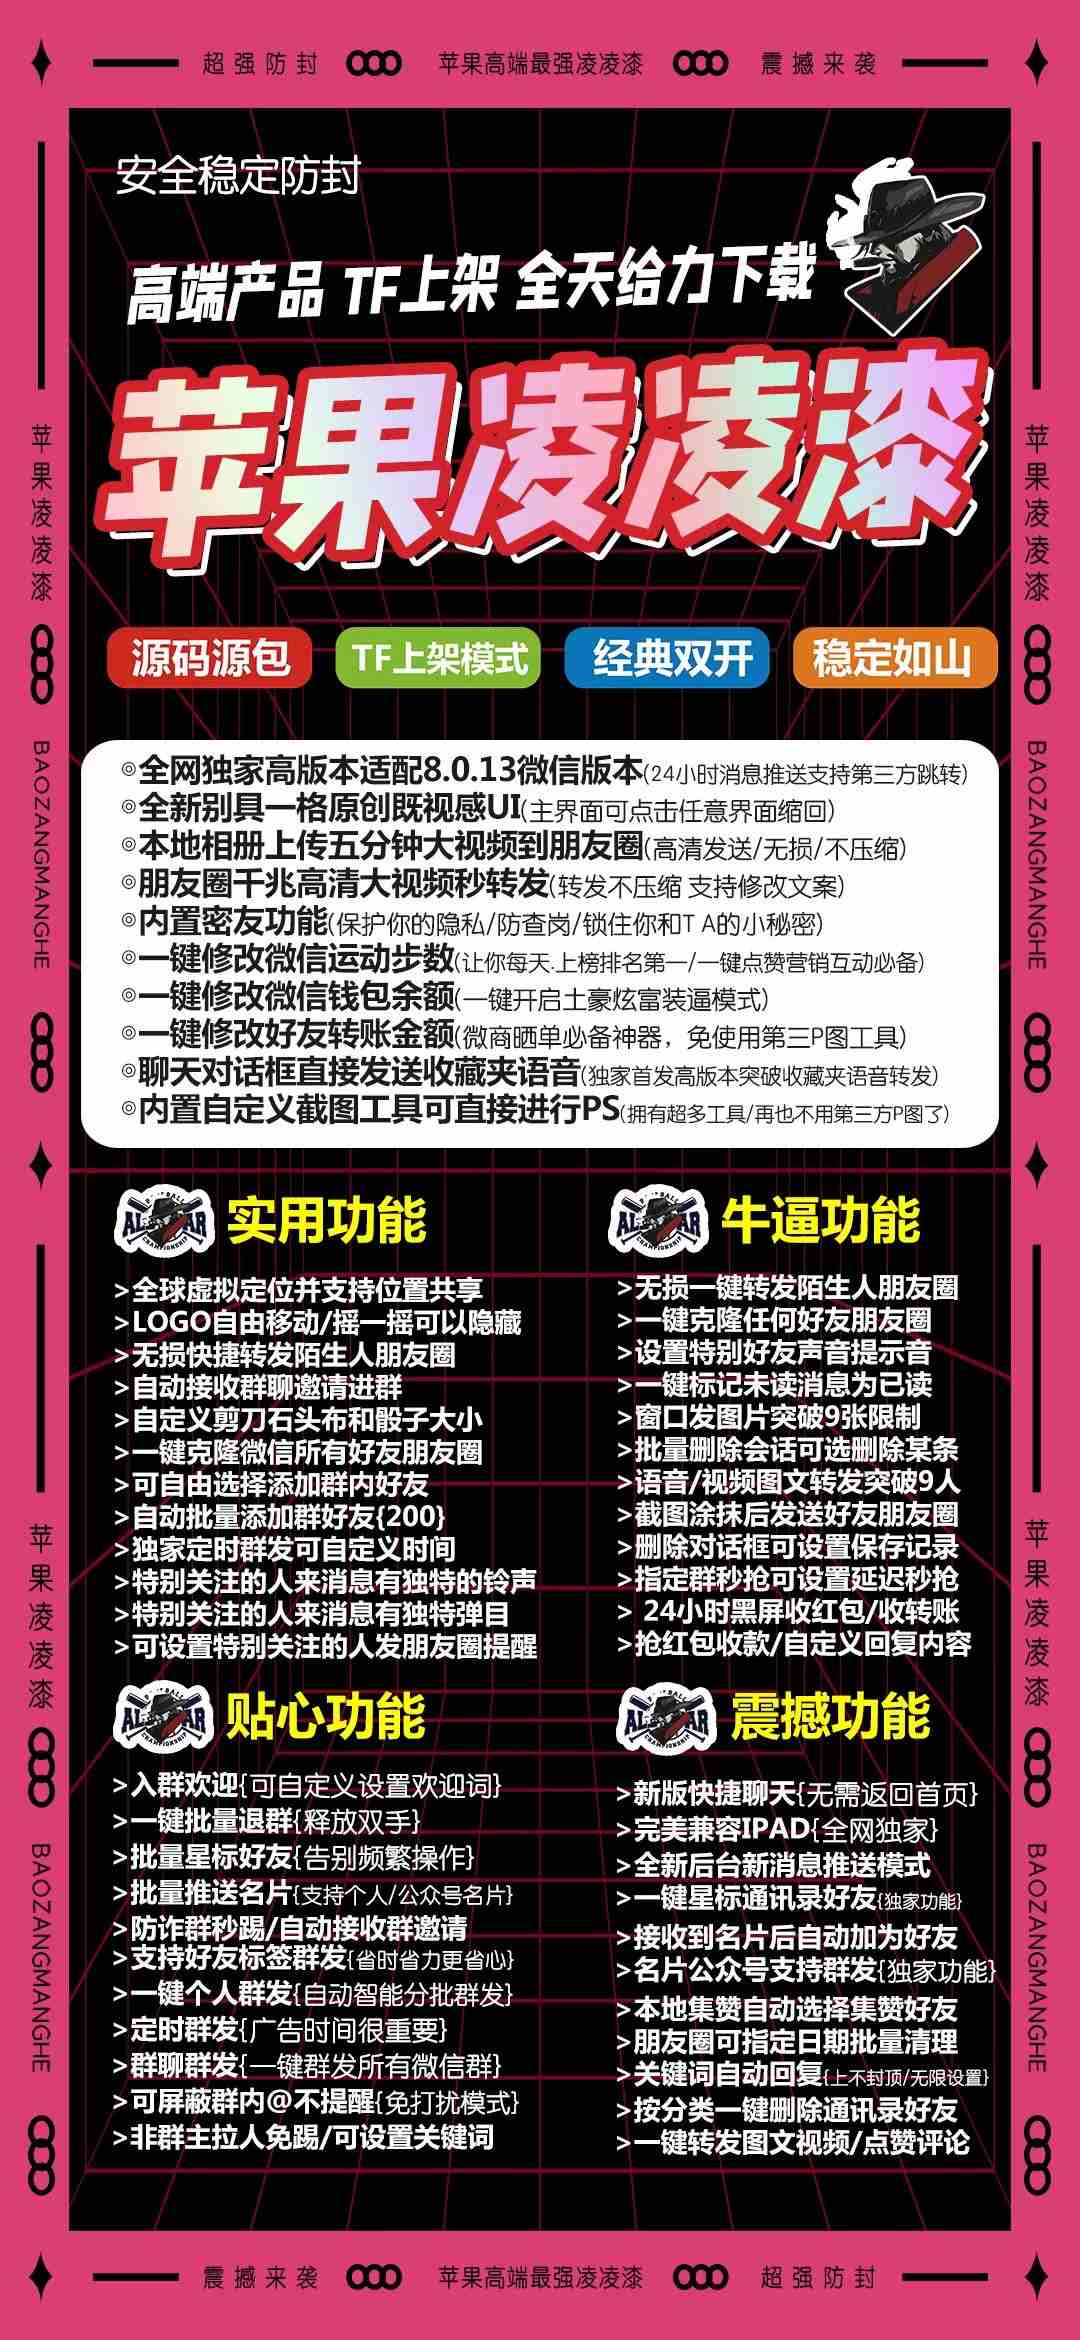 超强防封 苹果高端最强凌凌漆 震撼来袭
安全稳定防封
高端产品 TF上架 全天给力下载
苹果凌凌漆
源码源包 TF上架模式 经典双开 稳定如山
◎全网独家高版本适配8.0.13微信版本(24小时消息推送支持第三方跳转)
◎全新别具一格原创既视感UI(主界面可点击任意界面缩回)
◎本地相册上传五分钟大视频到朋友圈(高清发送/无损/不压缩)
◎朋友圈千兆高清大视频秒转发(转发不压缩 支持修改文案)
◎内置密友功能(保护你的隐私/防查岗/锁住你和T A的小秘密)
◎一键修改微信运动步数(让你每天.上榜排名第一/一键点赞营销互动必备)
◎一键修改微信钱包余额(一键开启土豪炫富装逼模式)
◎一键修改好友转账金额(微商晒单必备神器，免使用第三P图工具)
◎聊天对话框直接发送收藏夹语音(独家首发高版本突破收藏夹语音转发)
◎内置自定义截图工具可直接进行PS(拥有超多工具/再也不用第三方P图了)
实用功能
>全球虚拟定位并支持位置共享
>LOGO自由移动/摇一摇可以隐藏
>无损快捷转发陌生人朋友圈
>自动接收群聊邀请进群
>自定义剪刀石头布和骰子大小
>一键克隆微信所有好友朋友圈
>可自由选择添加群内好友
>自动批量添加群好友{200}
>独家定时群发可自定义时间
>特别关注的人来消息有独特的铃声
>特别关注的人来消息有独特弹目
>可设置特别关注的人发朋友圈提醒
牛逼功能
>无损一键转发陌生人朋友圈
>一键克隆任何好友朋友圈
>设置特别好友声音提示音
>一键标记未读消息为已读
>窗口发图片突破9张限制
>批量删除会话可选删除某条
>语音/视频图文转发突破9人
>截图涂抹后发送好友朋友圈
>删除对话框可设置保存记录
>指定群秒抢可设置延迟秒抢
> 24小时黑屏收红包/收转账
>抢红包收款/自定义回复内容
贴心功能
>入群欢迎{可自定义设置欢迎词}
>一键批量退群{释放双手}
>批量星标好友{告别频繁操作}
>批量推送名片{支持个人/公众号名片}
>防诈群秒踢/自动接收群邀请
>支持好友标签群发{省时省力更省心}
>一键个人群发{自动智能分批群发}
>定时群发{广告时间很重要}
>群聊群发{一键群发所有微信群}
>可屏蔽群内@不提醒{免打扰模式}
>非群主拉人免踢/可设置关键词
震撼功能
>新版快捷聊天{无需返回首页}
>完美兼容IPAD{全网独家}
>全新后台新消息推送模式
>一键星标通讯录好友{独家功能}
>接收到名片后自动加为好友
>名片公众号支持群发{独家功能}
>本地集赞自动选择集赞好友
>朋友圈可指定日期批量清理
>关键词自动回复{上不封顶/无限设置}
>按分类一键删除通讯录好友
>一键转发图文视频/点赞评论
苹果凌凌漆
BAOZANGMANGHE
苹果凌凌漆
BAOZANGMANGHE
苹果凌凌漆
BAOZANGMANGHE
苹果凌凌漆
BAOZANGMANGHE
震撼来袭 苹果高端最强凌凌漆 超强防封